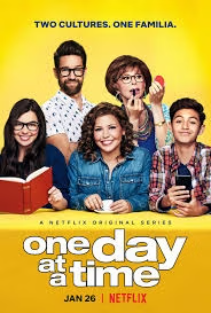 TWO CULTURES. ONE FAMILIA.
A NETFLIX ORIGINAL SERIES
one day
at
a time
JAN 26 | NETFLIX